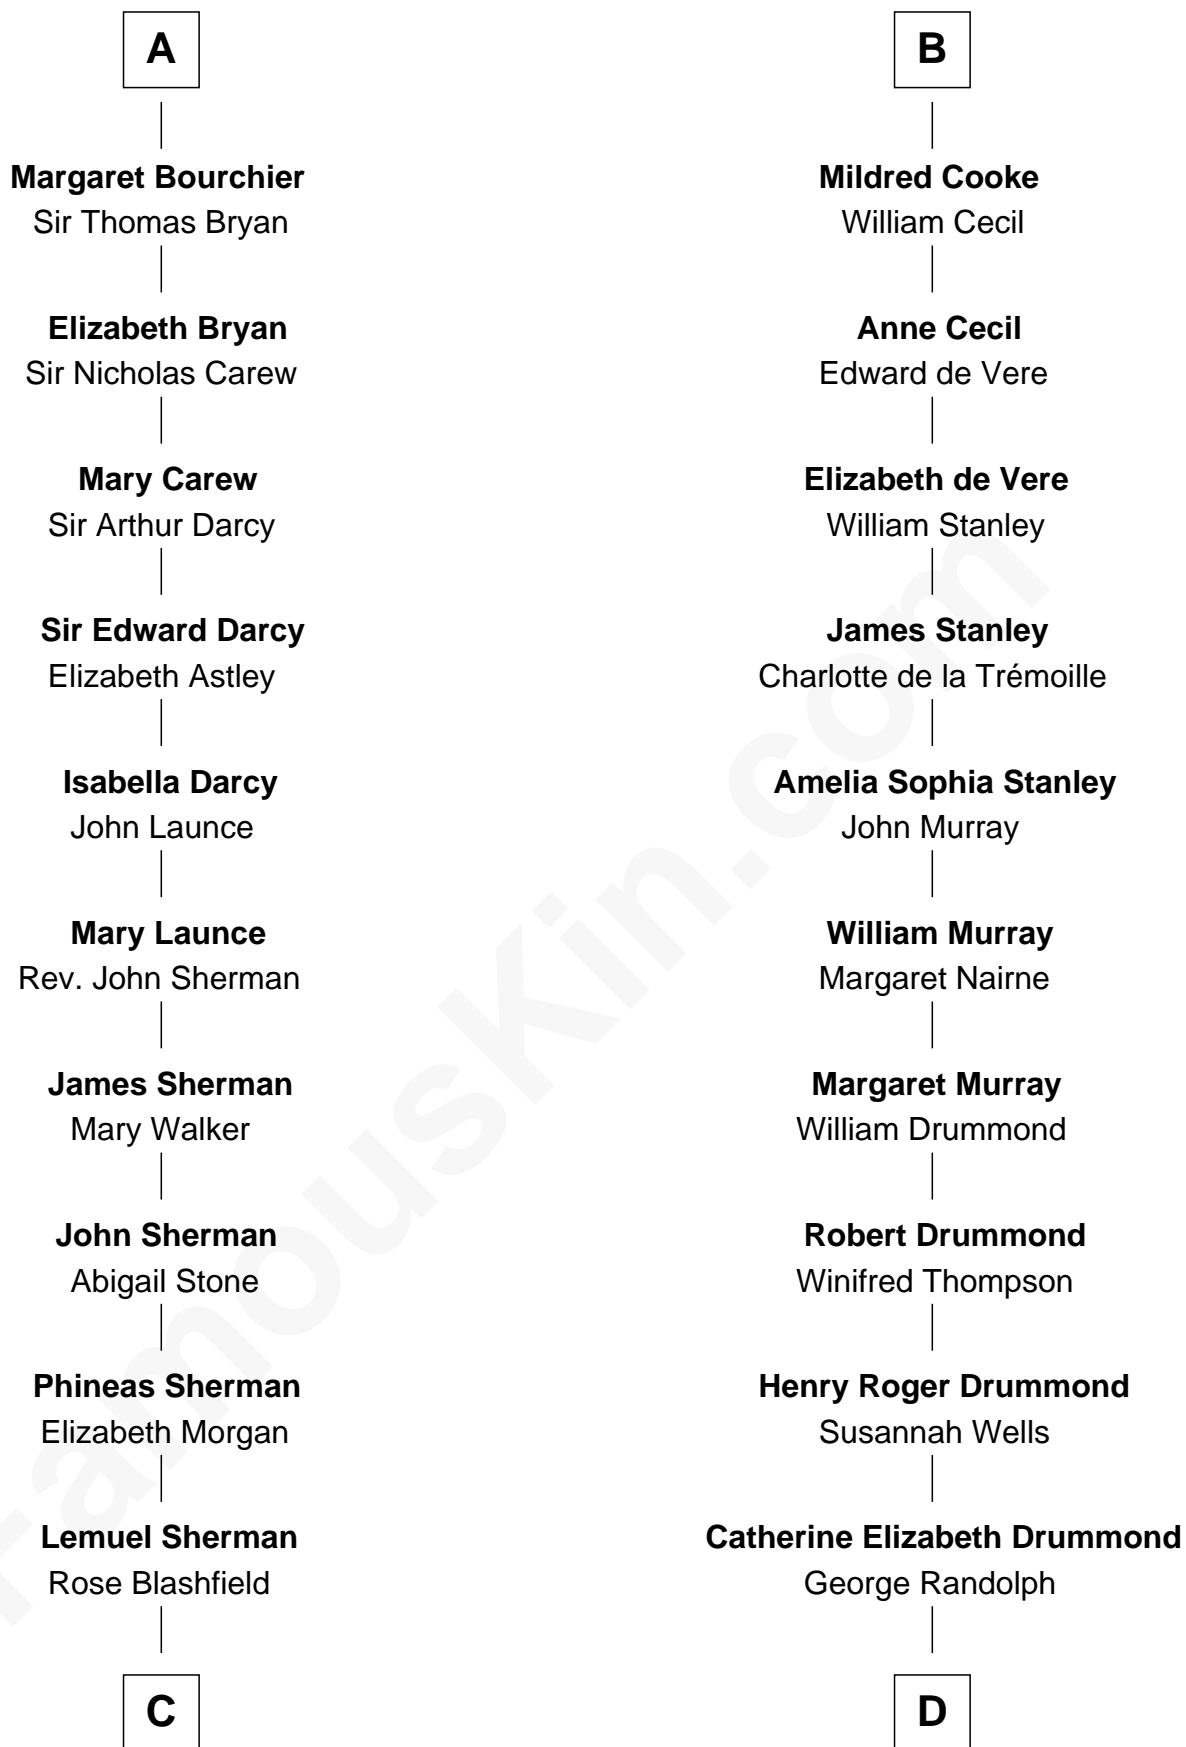 A
Margaret Bourchier
Sir Thomas Bryan
Elizabeth Bryan
Sir Nicholas Carew
Mary Carew
Sir Arthur Darcy
Sir Edward Darcy
Elizabeth Astley
Isabella Darcy
John Launce
Mary Launce
Rev. John Sherman
James Sherman
Mary Walker
John Sherman
Abigail Stone
Phineas Sherman
Elizabeth Morgan
Lemuel Sherman
Rose Blashfield
C
B
Mildred Cooke
William Cecil
Anne Cecil
Edward de Vere
Elizabeth de Vere
William Stanley
James Stanley
Charlotte de la Trémoille
Amelia Sophia Stanley
John Murray
William Murray
Margaret Nairne
Margaret Murray
William Drummond
Robert Drummond
Winifred Thompson
Henry Roger Drummond
Susannah Wells
Catherine Elizabeth Drummond
George Randolph
D
FamousKin.com